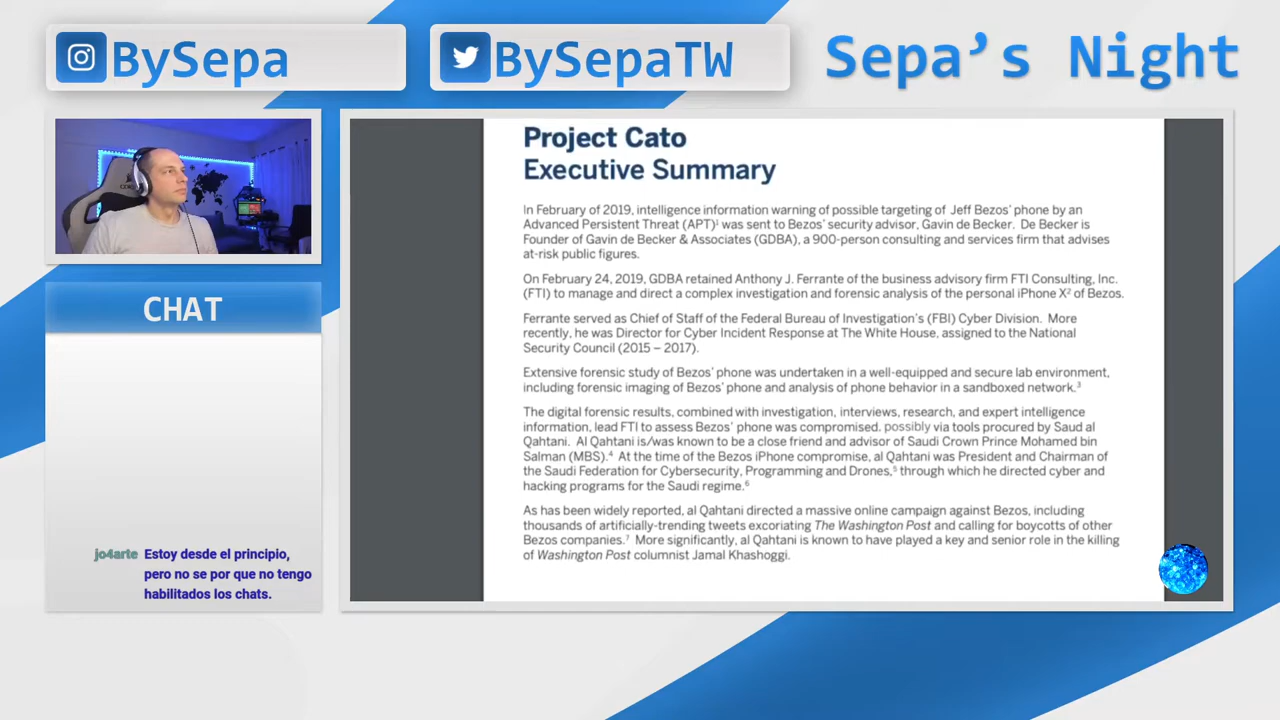 BySepa
BySepaTW
Sepa's Night
CHAT
jo4arte Estoy desde el principio,
pero no se por que no tengo
habilitados los chats.
Project Cato
Executive Summary
In February of 2019, intelligence information warning of possible targeting of Jeff Bezos' phone by an
Advanced Persistent Threat (APT)¹ was sent to Bezos' security advisor, Gavin de Becker. De Becker is
Founder of Gavin de Becker & Associates (GDBA), a 900-person consulting and services firm that advises
at-risk public figures.
On February 24, 2019, GDBA retained Anthony J. Ferrante of the business advisory firm FTI Consulting, Inc.
(FTI) to manage and direct a complex investigation and forensic analysis of the personal iPhone X² of Bezos.
Ferrante served as Chief of Staff of the Federal Bureau of Investigation's (FBI) Cyber Division. More
recently, he was Director for Cyber Incident Response at The White House, assigned to the National
Security Council (2015 – 2017).
Extensive forensic study of Bezos' phone was undertaken in a well-equipped and secure lab environment,
including forensic imaging of Bezos' phone and analysis of phone behavior in a sandboxed network.³
The digital forensic results, combined with investigation, interviews, research, and expert intelligence
information, lead FTI to assess Bezos' phone was compromised. possibly via tools procured by Saud al
Qahtani. Al Qahtani is/was known to be a close friend and advisor of Saudi Crown Prince Mohamed bin
Salman (MBS).⁴ At the time of the Bezos iPhone compromise, al Qahtani was President and Chairman of
the Saudi Federation for Cybersecurity, Programming and Drones,⁵ through which he directed cyber and
hacking programs for the Saudi regime.⁶
As has been widely reported, al Qahtani directed a massive online campaign against Bezos, including
thousands of artificially-trending tweets excoriating The Washington Post and calling for boycotts of other
Bezos companies.⁷ More significantly, al Qahtani is known to have played a key and senior role in the killing
of Washington Post columnist Jamal Khashoggi.